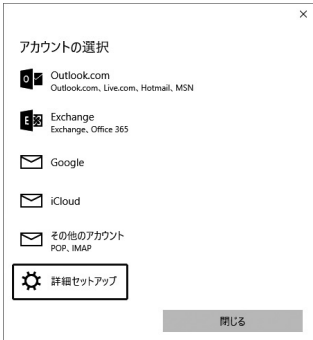 アカウントの選択
Outlook.com
Outlook.com、Live.com、Hotmail、MSN
Exchange
Exchange、Office 365
Google
iCloud
その他のアカウント
POP、IMAP
詳細セットアップ
閉じる